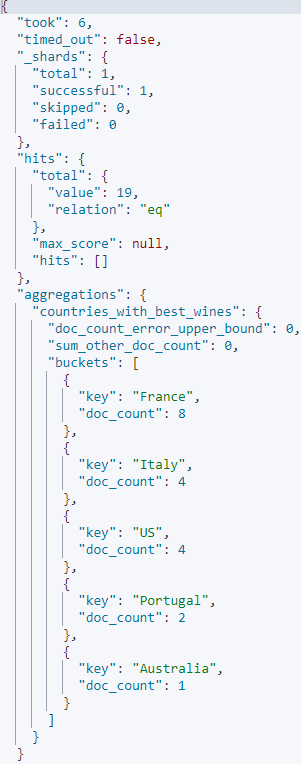 {
  "took": 6,
  "timed_out": false,
  "_shards": {
    "total": 1,
    "successful": 1,
    "skipped": 0,
    "failed": 0
  },
  "hits": {
    "total": {
      "value": 19,
      "relation": "eq"
    },
    "max_score": null,
    "hits": []
  },
  "aggregations": {
    "countries_with_best_wines": {
      "doc_count_error_upper_bound": 0,
      "sum_other_doc_count": 0,
      "buckets": [
        {
          "key": "France",
          "doc_count": 8
        },
        {
          "key": "Italy",
          "doc_count": 4
        },
        {
          "key": "US",
          "doc_count": 4
        },
        {
          "key": "Portugal",
          "doc_count": 2
        },
        {
          "key": "Australia",
          "doc_count": 1
        }
      ]
    }
  }